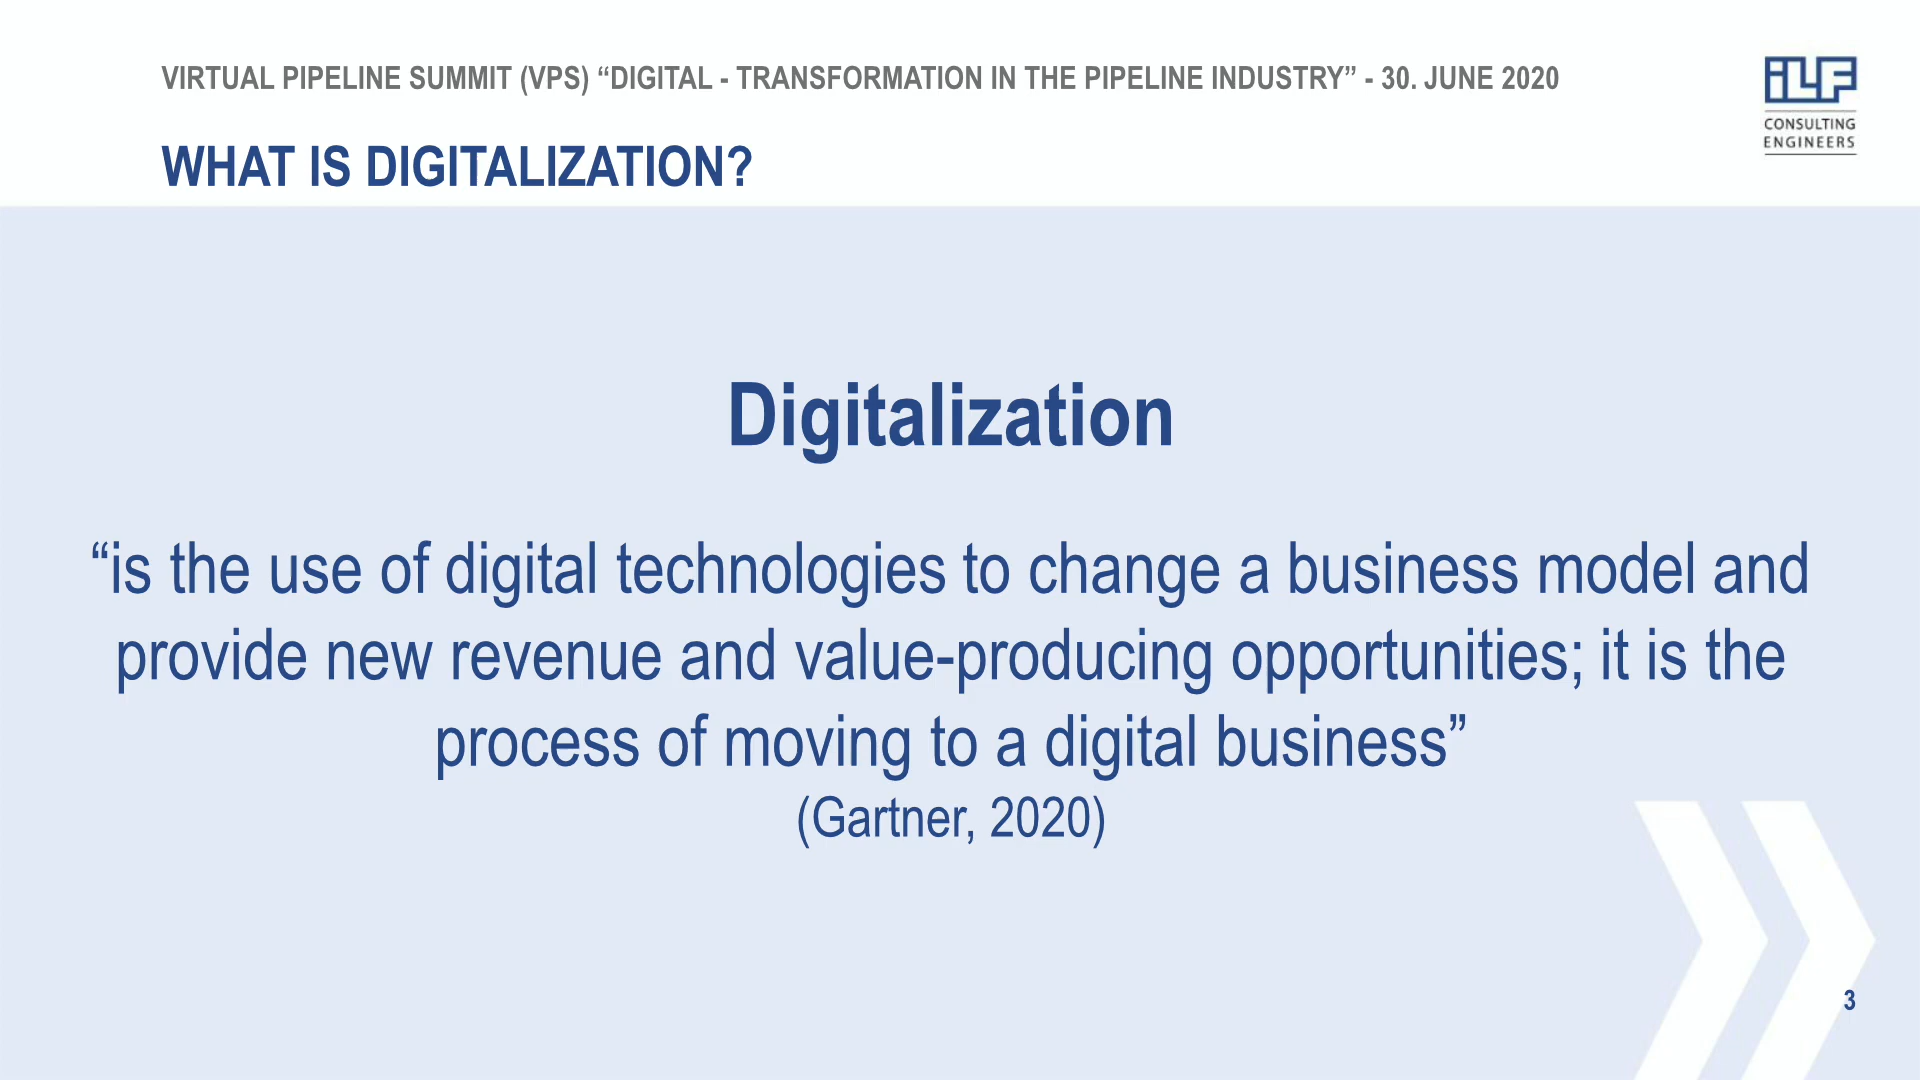 VIRTUAL PIPELINE SUMMIT (VPS) “DIGITAL - TRANSFORMATION IN THE PIPELINE INDUSTRY” - 30. JUNE 2020
iLF
CONSULTING
ENGINEERS
WHAT IS DIGITALIZATION?
Digitalization
“is the use of digital technologies to change a business model and
provide new revenue and value-producing opportunities; it is the
process of moving to a digital business”
(Gartner, 2020)
3